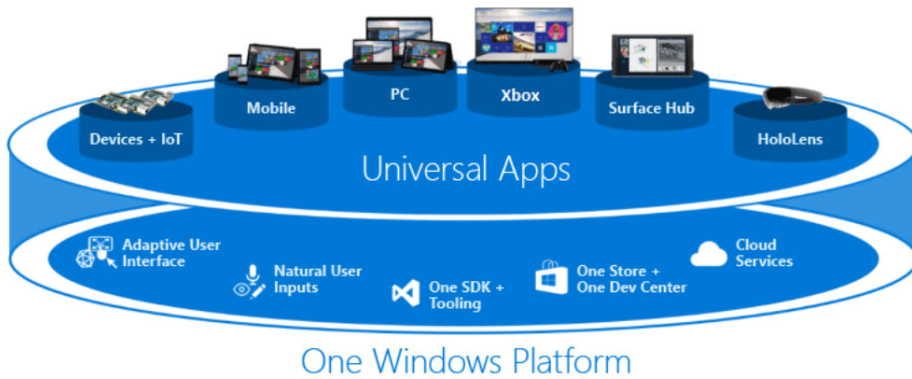 Devices + IoT
Mobile
PC
Xbox
Surface Hub
HoloLens
Universal Apps
Adaptive User
Interface
Natural User
Inputs
One SDK +
Tooling
One Store +
One Dev Center
Cloud
Services
One Windows Platform